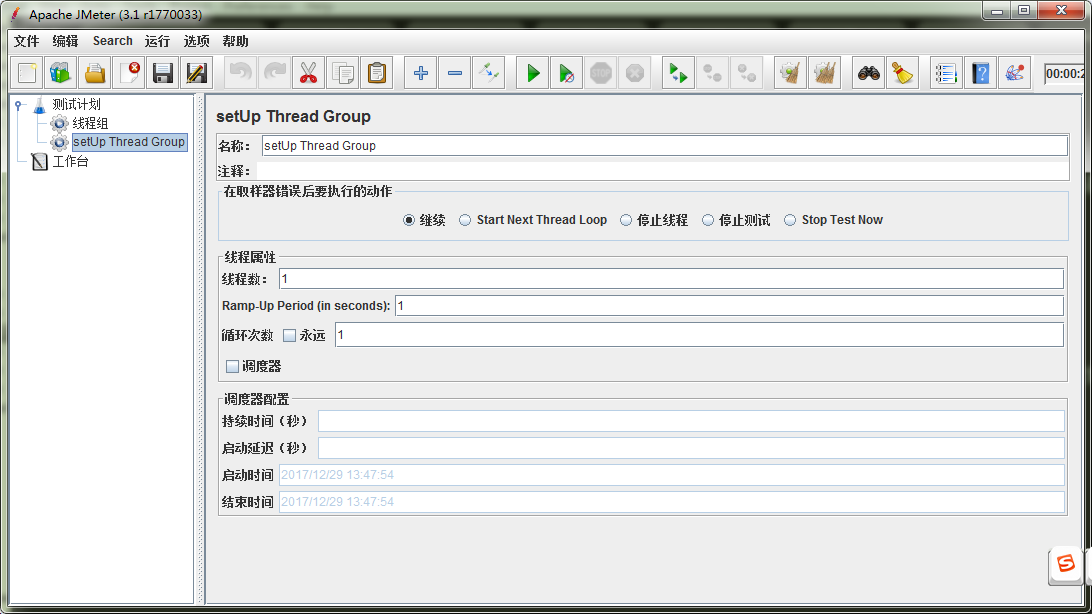 Apache JMeter (3.1 r1770033)
文件 编辑 Search 运行 选项 帮助
STOP
00:00:2
测试计划
线程组
setUp Thread Group
工作台
setUp Thread Group
名称： setUp Thread Group
注释：
在取样器错误后要执行的动作
继续 Start Next Thread Loop 停止线程 停止测试 Stop Test Now
线程属性
线程数： 1
Ramp-Up Period (in seconds): 1
循环次数 永远 1
调度器
调度器配置
持续时间（秒）
启动延迟（秒）
启动时间 2017/12/29 13:47:54
结束时间 2017/12/29 13:47:54